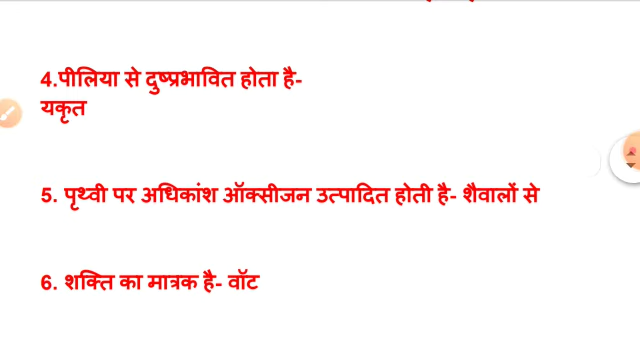 4.पीलिया से दुष्प्रभावित होता है-
यकृत
5. पृथ्वी पर अधिकांश ऑक्सीजन उत्पादित होती है- शैवालों से
6. शक्ति का मात्रक है- वॉट